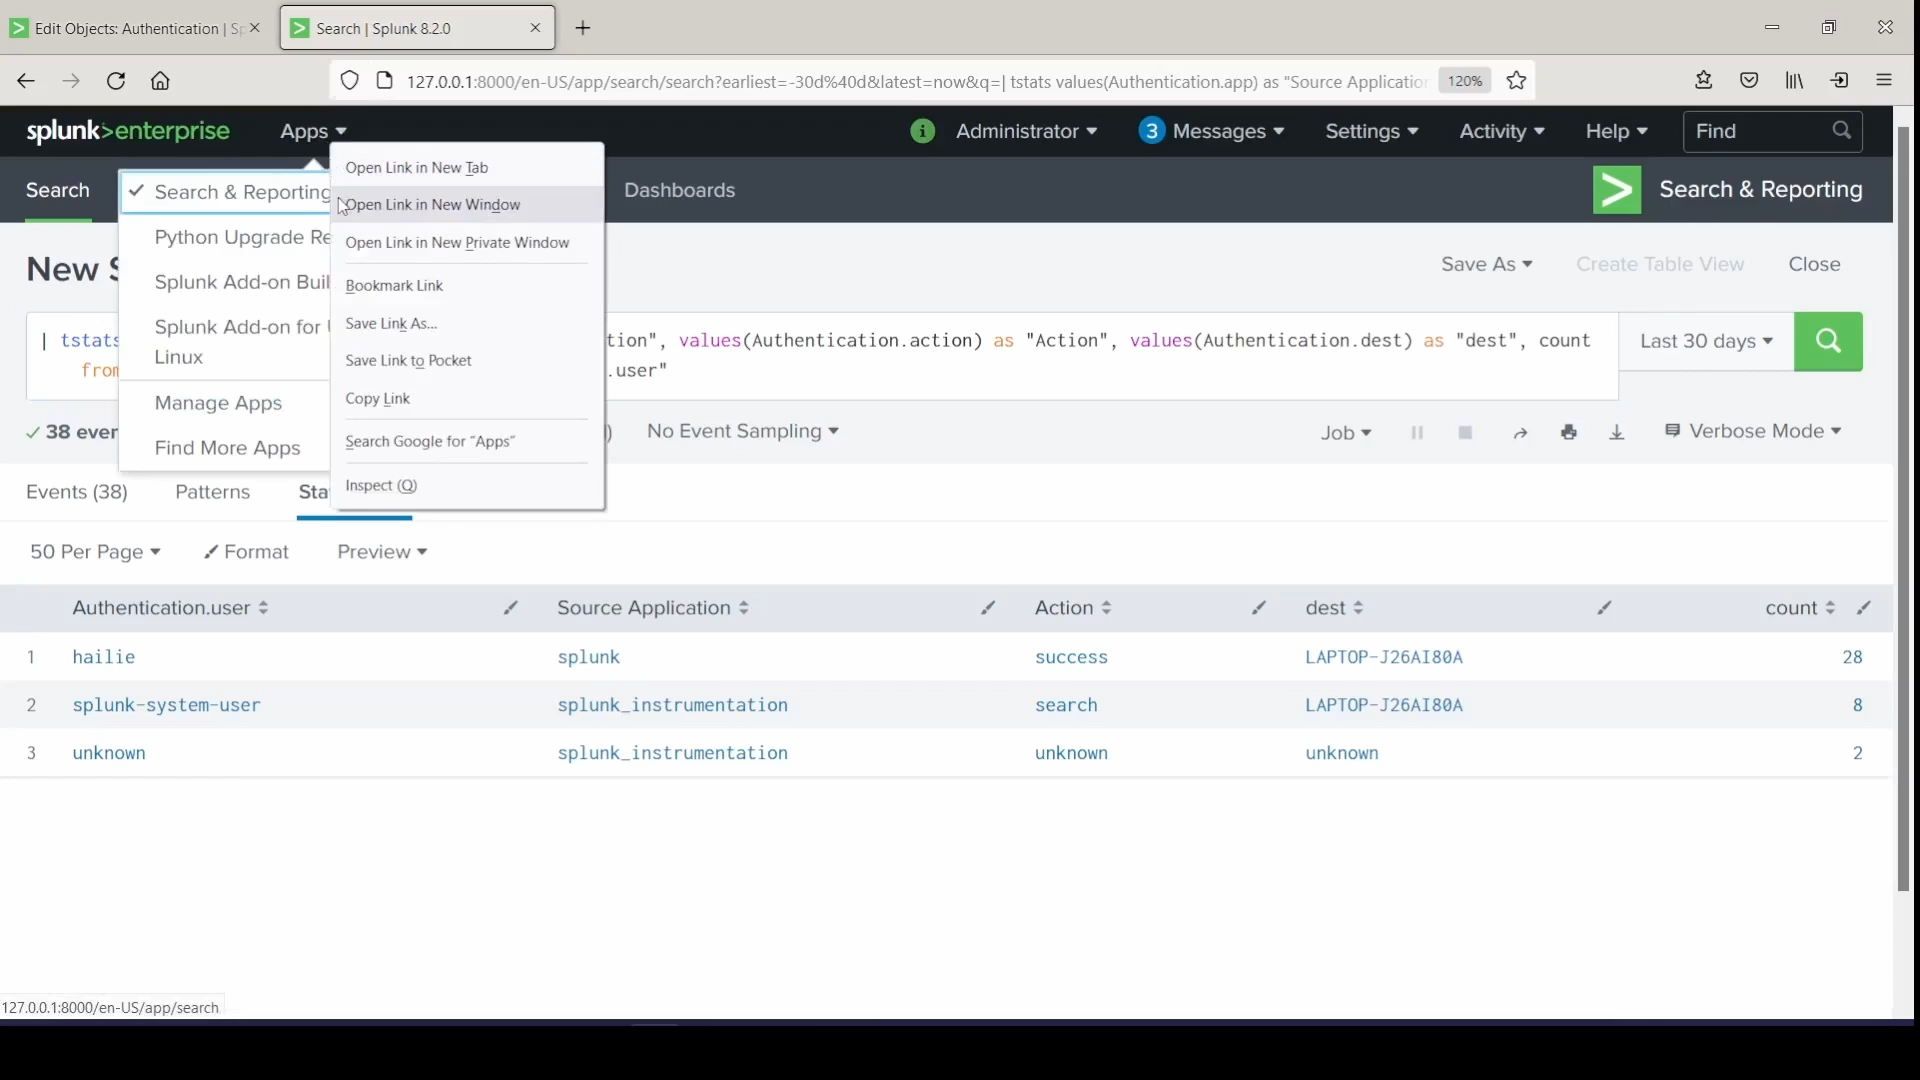 Edit Objects: Authentication | Sp
Search | Splunk 8.2.0
127.0.0.1:8000/en-US/app/search/search?earliest=-30d%40d&latest=now&q=| tstats values(Authentication.app) as "Source Application
120%
splunk>enterprise
Apps
i
Administrator
3 Messages
Settings
Activity
Help
Find
Search
Search & Reporting
Python Upgrade Re
Splunk Add-on Buil
Splunk Add-on for
Linux
Manage Apps
Find More Apps
Open Link in New Tab
Open Link in New Window
Open Link in New Private Window
Bookmark Link
Save Link As...
Save Link to Pocket
Copy Link
Search Google for "Apps"
Inspect (Q)
Dashboards
Search & Reporting
New S
Save As
Create Table View
Close
| tstats
tion", values(Authentication.action) as "Action", values(Authentication.dest) as "dest", count
from
.user"
Last 30 days
38 even
)
No Event Sampling
Job
Verbose Mode
Events (38)
Patterns
Sta
50 Per Page
Format
Preview
Authentication.user
Source Application
Action
dest
count
1 hailie splunk success LAPTOP-J26AI80A 28
2 splunk-system-user splunk_instrumentation search LAPTOP-J26AI80A 8
3 unknown splunk_instrumentation unknown unknown 2
127.0.0.1:8000/en-US/app/search